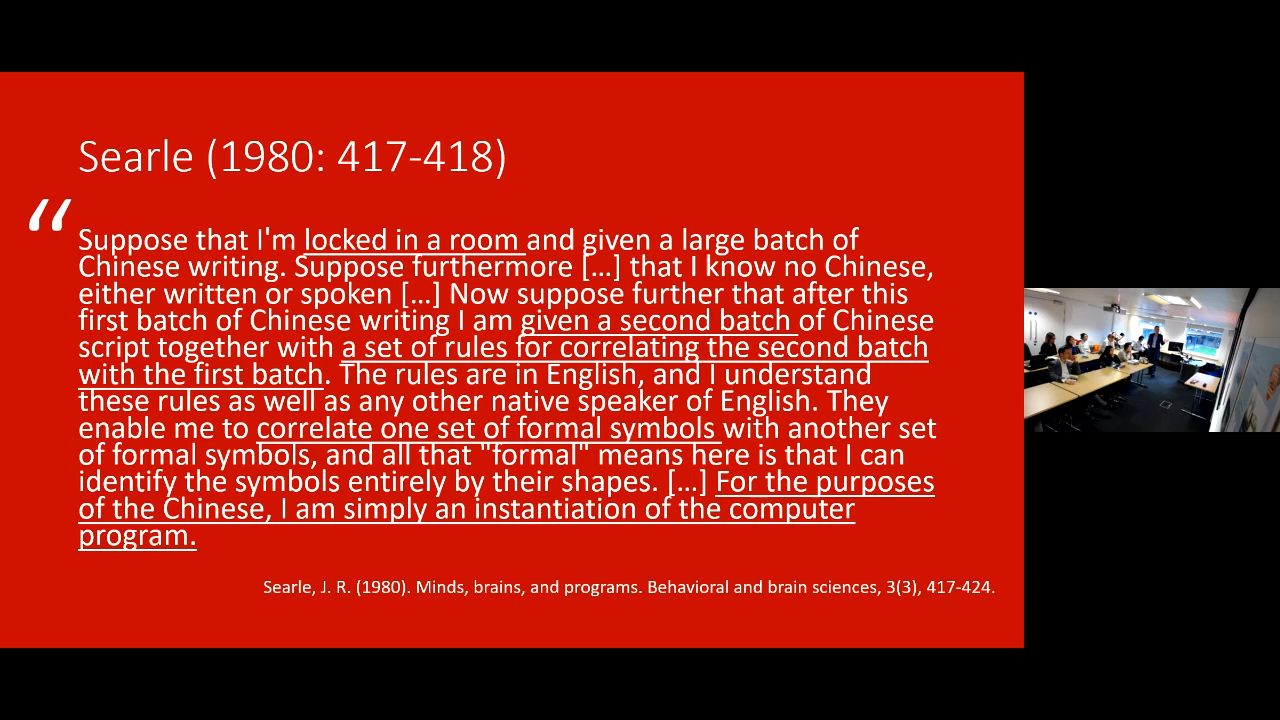 Searle (1980: 417-418)
“
Suppose that I'm locked in a room and given a large batch of
Chinese writing. Suppose furthermore [...] that I know no Chinese,
either written or spoken [...] Now suppose further that after this
first batch of Chinese writing I am given a second batch of Chinese
script together with a set of rules for correlating the second batch
with the first batch. The rules are in English, and I understand
these rules as well as any other native speaker of English. They
enable me to correlate one set of formal symbols with another set
of formal symbols, and all that "formal" means here is that I can
identify the symbols entirely by their shapes. [...] For the purposes
of the Chinese, I am simply an instantiation of the computer
program.
Searle, J. R. (1980). Minds, brains, and programs. Behavioral and brain sciences, 3(3), 417-424.